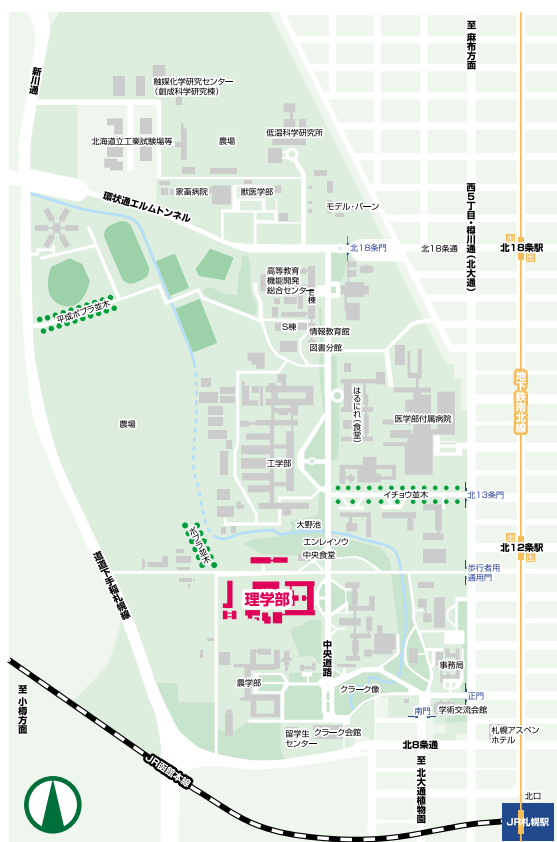 至 麻布方面
新川通
触媒化学研究センター
（創成科学研究棟）
低温科学研究所
北海道立工業試験場等
農場
家畜病院
獣医学部
西5丁目・樽川通（北大通）
モデル・バーン
環状通エルムトンネル
出
北18条門
北18条通
北18条駅
出
高等教育
機能開発
総合センター
E棟
平成ポプラ並木
S棟
情報教育館
図書分館
地下鉄南北線
はるにれ（食堂）
医学部付属病院
農場
工学部
イチョウ並木
北13条門
大野池
ポプラ並木
エンレイソウ
中央食堂
出
北12条駅
出
歩行者用
通用門
道道下手稲札幌線
理学部
中央道路
事務局
至 小樽方面
農学部
クラーク像
正門
南門
学術交流会館
留学生
センター
クラーク会館
札幌アスペン
ホテル
北8条通
至 北大通植物園
JR函館本線
北口
JR札幌駅